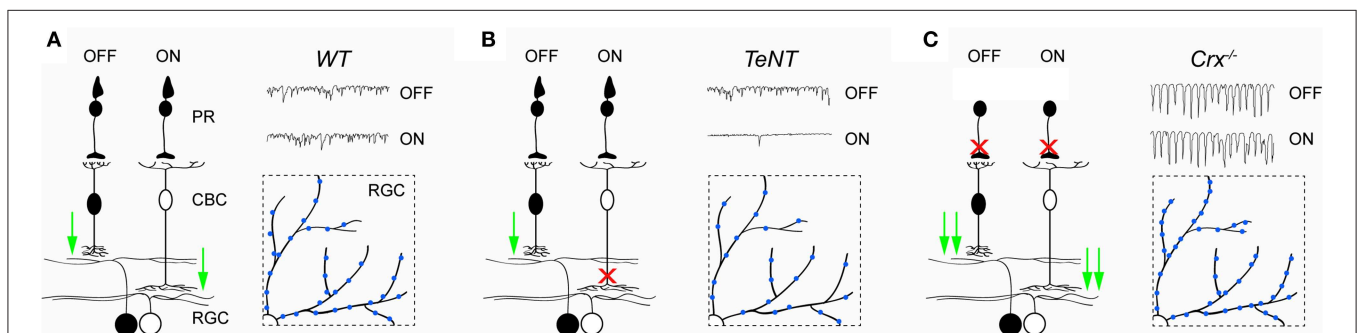 A
OFF
ON
WT
OFF
ON
PR
CBC
RGC
RGC
B
OFF
ON
TeNT
OFF
ON
C
OFF
ON
Crx-/-
OFF
ON